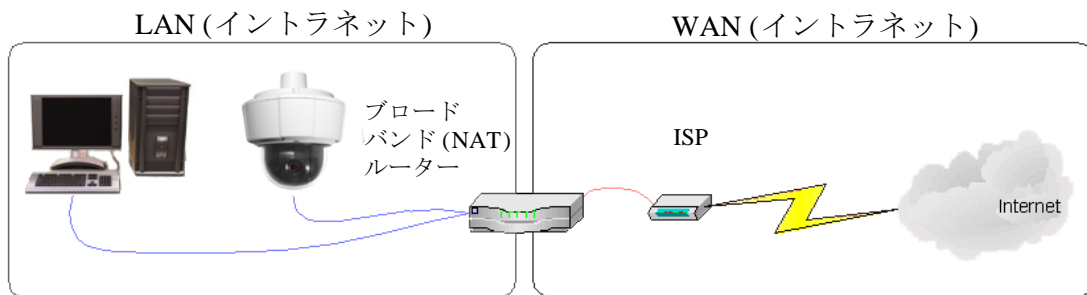 LAN (イントラネット)
WAN (イントラネット)
ブロード
バンド (NAT)
ルーター
ISP
Internet